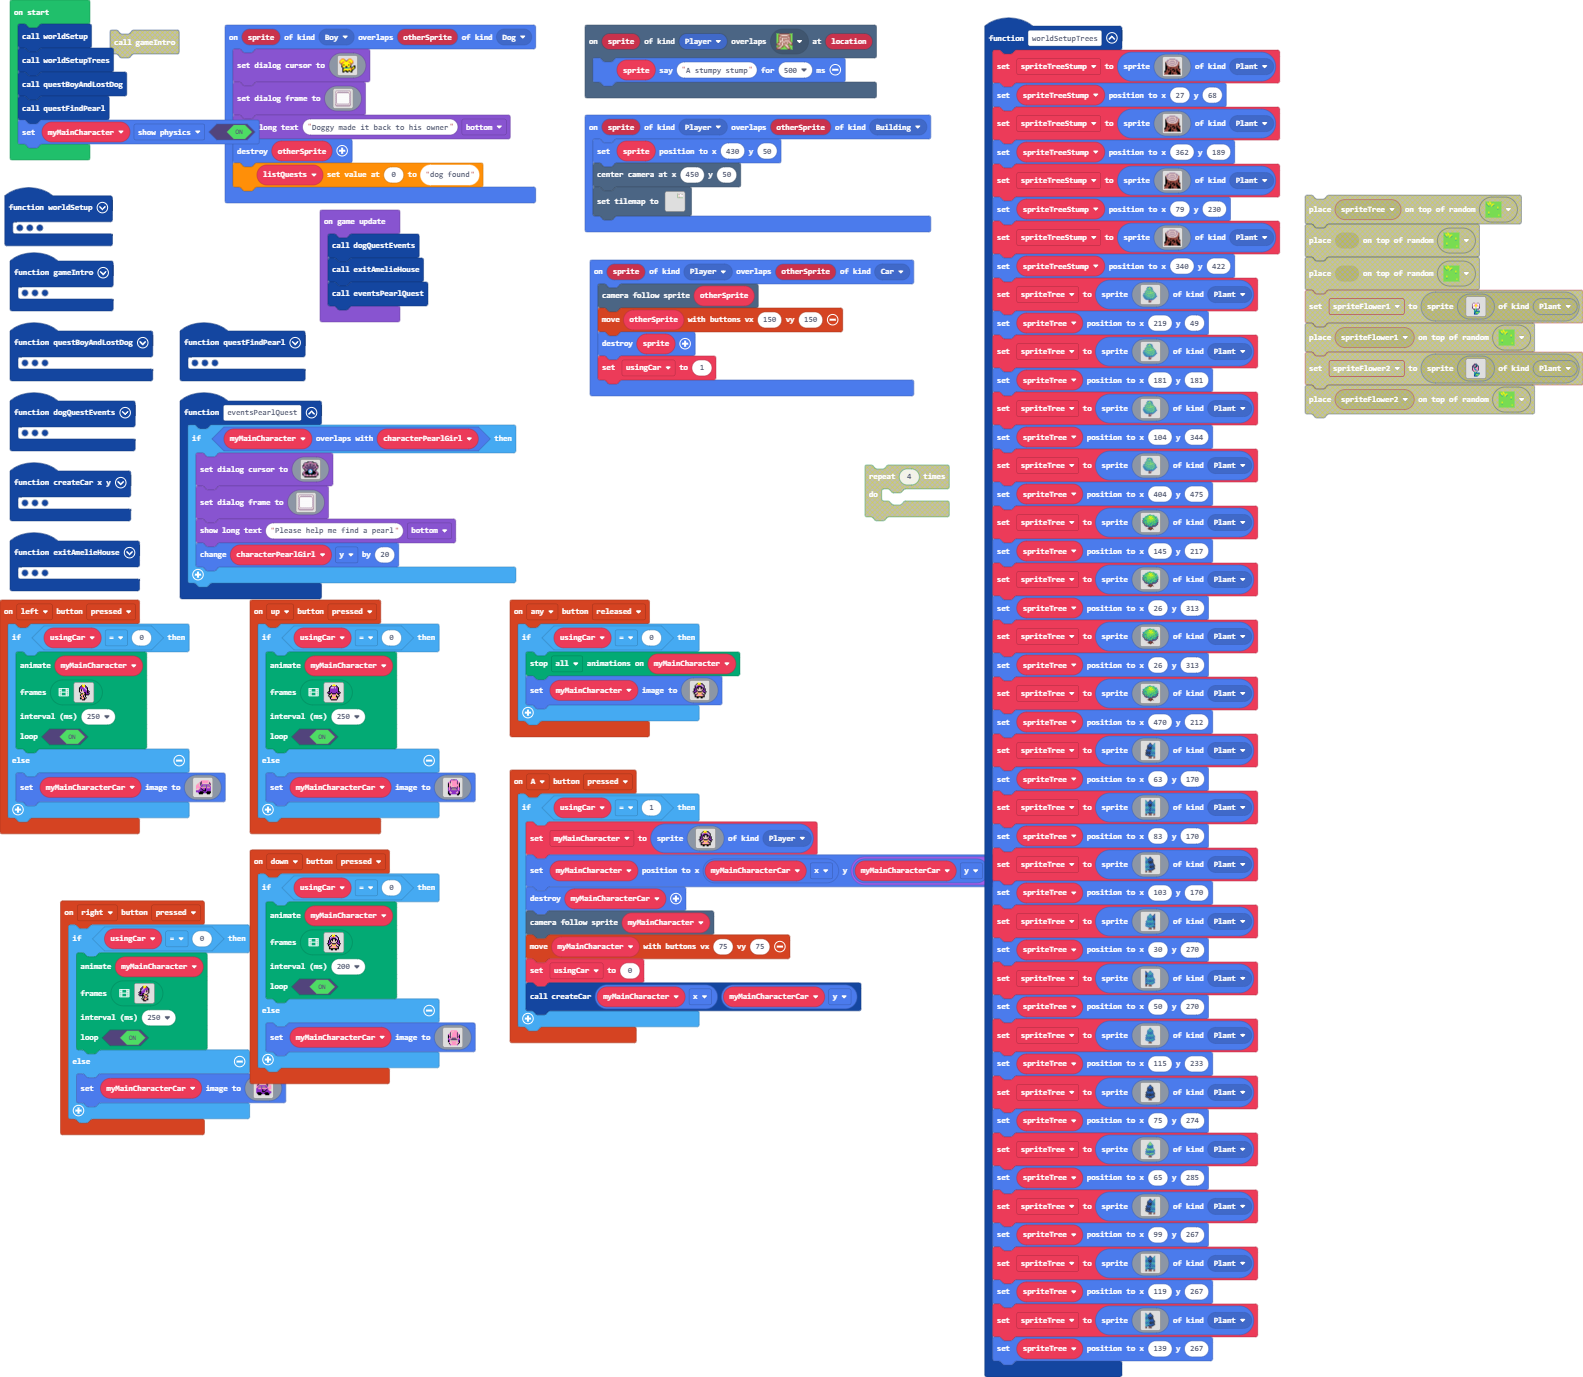 on start
call worldSetup
call worldSetupTrees
call questBoyAndLostDog
call questFindPearl
set myMainCharacter show physics ON
call gameIntro
function worldSetup
function gameIntro
function questBoyAndLostDog
function dogQuestEvents
function createCar x y
function exitAmelieHouse
function questFindPearl
on sprite of kind Boy overlaps otherSprite of kind Dog
set dialog cursor to
set dialog frame to
long text "Doggy made it back to his owner" bottom
destroy otherSprite
listQuests set value at 0 to "dog found"
on game update
call dogQuestEvents
call exitAmelieHouse
call eventsPearlQuest
function eventsPearlQuest
if myMainCharacter overlaps with characterPearlGirl then
set dialog cursor to
set dialog frame to
show long text "Please help me find a pearl" bottom
change characterPearlGirl y by 20
on left button pressed
if usingCar = 0 then
animate myMainCharacter
frames
interval (ms) 250
loop ON
else
set myMainCharacterCar image to
on up button pressed
if usingCar = 0 then
animate myMainCharacter
frames
interval (ms) 250
loop ON
else
set myMainCharacterCar image to
on right button pressed
if usingCar = 0 then
animate myMainCharacter
frames
interval (ms) 250
loop ON
else
set myMainCharacterCar image to
on down button pressed
if usingCar = 0 then
animate myMainCharacter
frames
interval (ms) 200
loop ON
else
set myMainCharacterCar image to
on sprite of kind Player overlaps at location
sprite say "A stumpy stump" for 500 ms
on sprite of kind Player overlaps otherSprite of kind Building
set sprite position to x 430 y 50
center camera at x 450 y 50
set tilemap to
on sprite of kind Player overlaps otherSprite of kind Car
camera follow sprite otherSprite
move otherSprite with buttons vx 150 vy 150
destroy sprite
set usingCar to 1
repeat 4 times
do
on any button released
if usingCar = 0 then
stop all animations on myMainCharacter
set myMainCharacter image to
on A button pressed
if usingCar = 1 then
set myMainCharacter to sprite of kind Player
set myMainCharacter position to x myMainCharacterCar x y myMainCharacterCar y
destroy myMainCharacterCar
camera follow sprite myMainCharacter
move myMainCharacter with buttons vx 75 vy 75
set usingCar to 0
call createCar myMainCharacter x myMainCharacterCar y
function worldSetupTrees
set spriteTreeStump to sprite of kind Plant
set spriteTreeStump position to x 27 y 68
set spriteTreeStump to sprite of kind Plant
set spriteTreeStump position to x 362 y 189
set spriteTreeStump to sprite of kind Plant
set spriteTreeStump position to x 79 y 230
set spriteTreeStump to sprite of kind Plant
set spriteTreeStump position to x 340 y 422
set spriteTree to sprite of kind Plant
set spriteTree position to x 219 y 49
set spriteTree to sprite of kind Plant
set spriteTree position to x 181 y 181
set spriteTree to sprite of kind Plant
set spriteTree position to x 104 y 344
set spriteTree to sprite of kind Plant
set spriteTree position to x 404 y 475
set spriteTree to sprite of kind Plant
set spriteTree position to x 145 y 217
set spriteTree to sprite of kind Plant
set spriteTree position to x 26 y 313
set spriteTree to sprite of kind Plant
set spriteTree position to x 26 y 313
set spriteTree to sprite of kind Plant
set spriteTree position to x 470 y 212
set spriteTree to sprite of kind Plant
set spriteTree position to x 63 y 170
set spriteTree to sprite of kind Plant
set spriteTree position to x 83 y 170
set spriteTree to sprite of kind Plant
set spriteTree position to x 103 y 170
set spriteTree to sprite of kind Plant
set spriteTree position to x 30 y 270
set spriteTree to sprite of kind Plant
set spriteTree position to x 50 y 270
set spriteTree to sprite of kind Plant
set spriteTree position to x 115 y 233
set spriteTree to sprite of kind Plant
set spriteTree position to x 75 y 274
set spriteTree to sprite of kind Plant
set spriteTree position to x 65 y 285
set spriteTree to sprite of kind Plant
set spriteTree position to x 99 y 267
set spriteTree to sprite of kind Plant
set spriteTree position to x 119 y 267
set spriteTree to sprite of kind Plant
set spriteTree position to x 139 y 267
place spriteTree on top of random
place on top of random
place on top of random
set spriteFlower1 to sprite of kind Plant
place spriteFlower1 on top of random
set spriteFlower2 to sprite of kind Plant
place spriteFlower2 on top of random